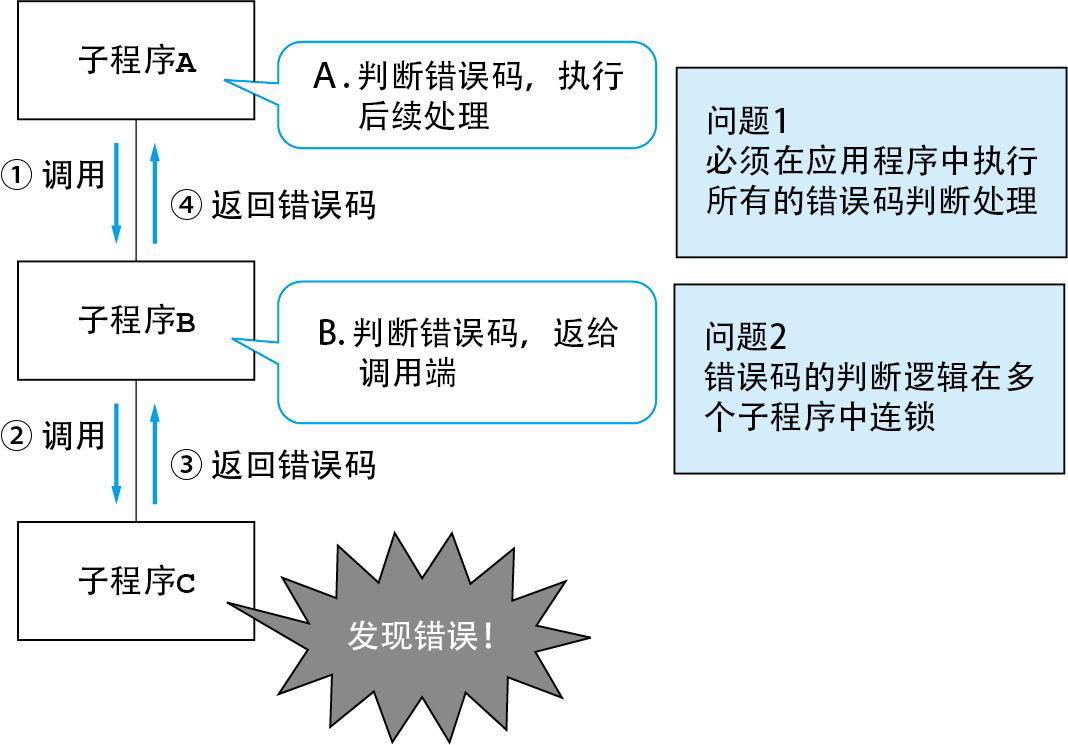 子程序A
A.判断错误码，执行
后续处理
问题1
必须在应用程序中执行
所有的错误码判断处理
① 调用
④ 返回错误码
子程序B
B.判断错误码，返给
调用端
问题2
错误码的判断逻辑在多
个子程序中连锁
② 调用
③ 返回错误码
子程序C
发现错误！